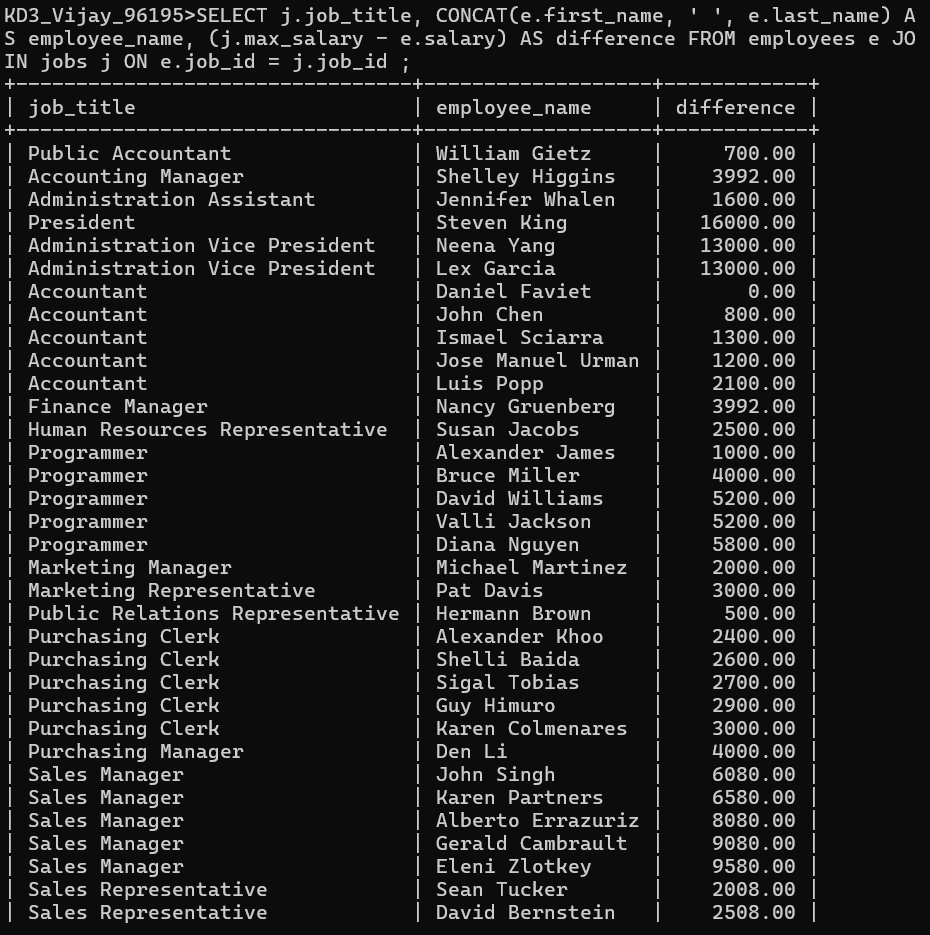 KD3_Vijay_96195>SELECT j.job_title, CONCAT(e.first_name, ' ', e.last_name) A
S employee_name, (j.max_salary - e.salary) AS difference FROM employees e JO
IN jobs j ON e.job_id = j.job_id ;
+---------------------------------+-------------------+------------+
| job_title                       | employee_name     | difference |
+---------------------------------+-------------------+------------+
| Public Accountant               | William Gietz     |     700.00 |
| Accounting Manager              | Shelley Higgins   |    3992.00 |
| Administration Assistant        | Jennifer Whalen   |    1600.00 |
| President                       | Steven King       |   16000.00 |
| Administration Vice President   | Neena Yang        |   13000.00 |
| Administration Vice President   | Lex Garcia        |   13000.00 |
| Accountant                      | Daniel Faviet     |       0.00 |
| Accountant                      | John Chen         |     800.00 |
| Accountant                      | Ismael Sciarra    |    1300.00 |
| Accountant                      | Jose Manuel Urman |    1200.00 |
| Accountant                      | Luis Popp         |    2100.00 |
| Finance Manager                 | Nancy Gruenberg   |    3992.00 |
| Human Resources Representative  | Susan Jacobs      |    2500.00 |
| Programmer                      | Alexander James   |    1000.00 |
| Programmer                      | Bruce Miller      |    4000.00 |
| Programmer                      | David Williams    |    5200.00 |
| Programmer                      | Valli Jackson     |    5200.00 |
| Programmer                      | Diana Nguyen      |    5800.00 |
| Marketing Manager               | Michael Martinez  |    2000.00 |
| Marketing Representative        | Pat Davis         |    3000.00 |
| Public Relations Representative | Hermann Brown     |     500.00 |
| Purchasing Clerk                | Alexander Khoo    |    2400.00 |
| Purchasing Clerk                | Shelli Baida      |    2600.00 |
| Purchasing Clerk                | Sigal Tobias      |    2700.00 |
| Purchasing Clerk                | Guy Himuro        |    2900.00 |
| Purchasing Clerk                | Karen Colmenares  |    3000.00 |
| Purchasing Manager              | Den Li            |    4000.00 |
| Sales Manager                   | John Singh        |    6080.00 |
| Sales Manager                   | Karen Partners    |    6580.00 |
| Sales Manager                   | Alberto Errazuriz |    8080.00 |
| Sales Manager                   | Gerald Cambrault  |    9080.00 |
| Sales Manager                   | Eleni Zlotkey     |    9580.00 |
| Sales Representative            | Sean Tucker       |    2008.00 |
| Sales Representative            | David Bernstein   |    2508.00 |